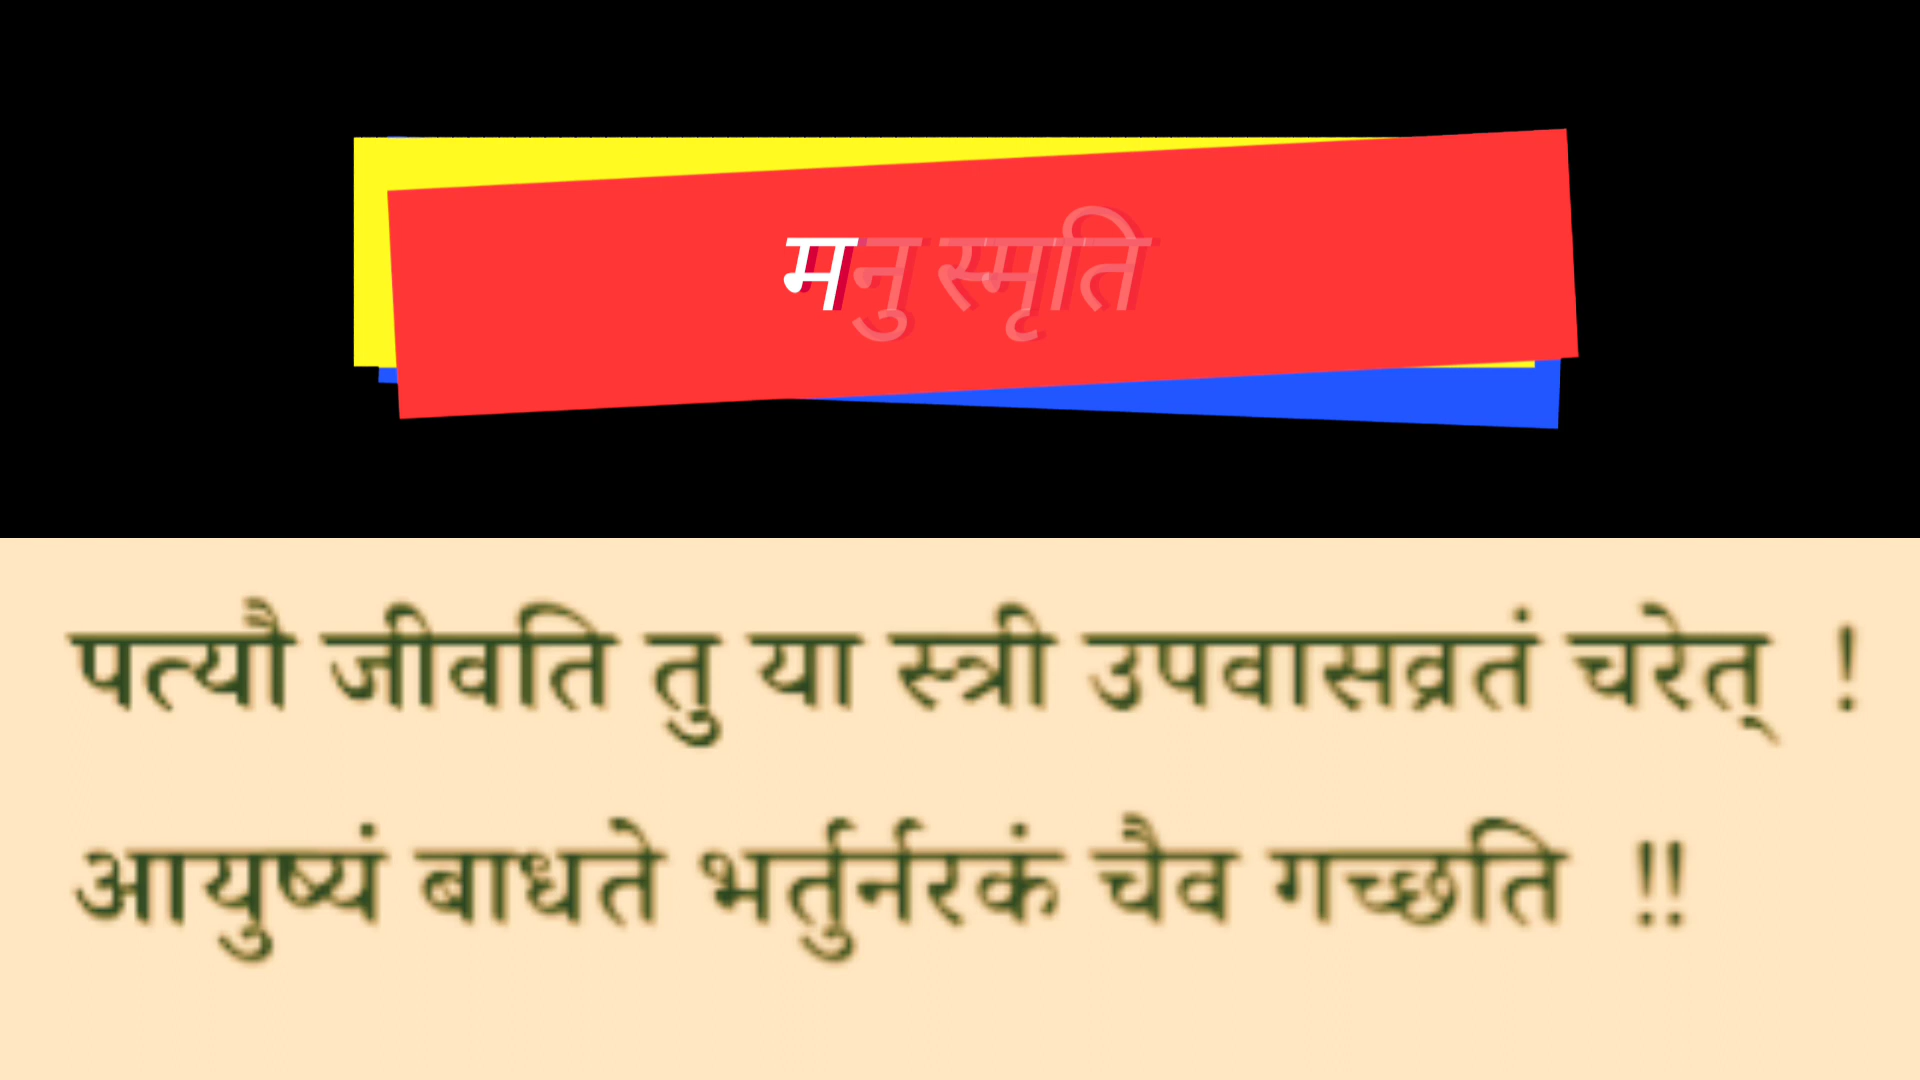 मनु स्मृति
पत्यौ जीवति तु या स्त्री उपवासव्रतं चरेत् !
आयुष्यं बाधते भर्तुर्नरकं चैव गच्छति !!